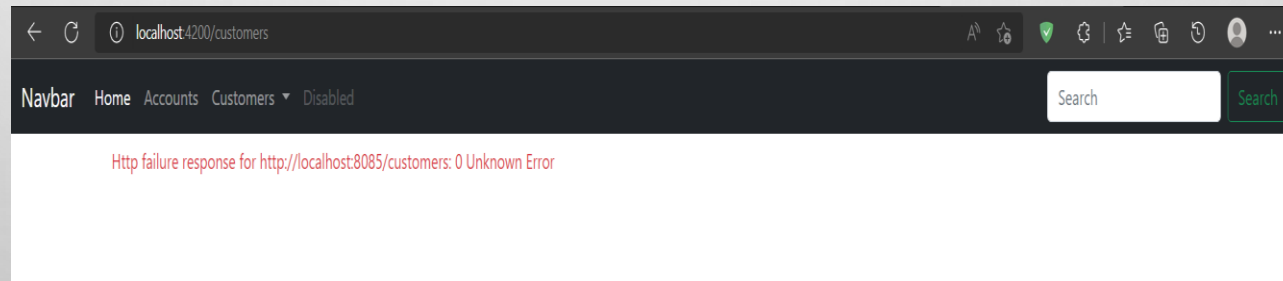 localhost:4200/customers
Navbar Home Accounts Customers Disabled Search Search
Http failure response for http://localhost:8085/customers: 0 Unknown Error